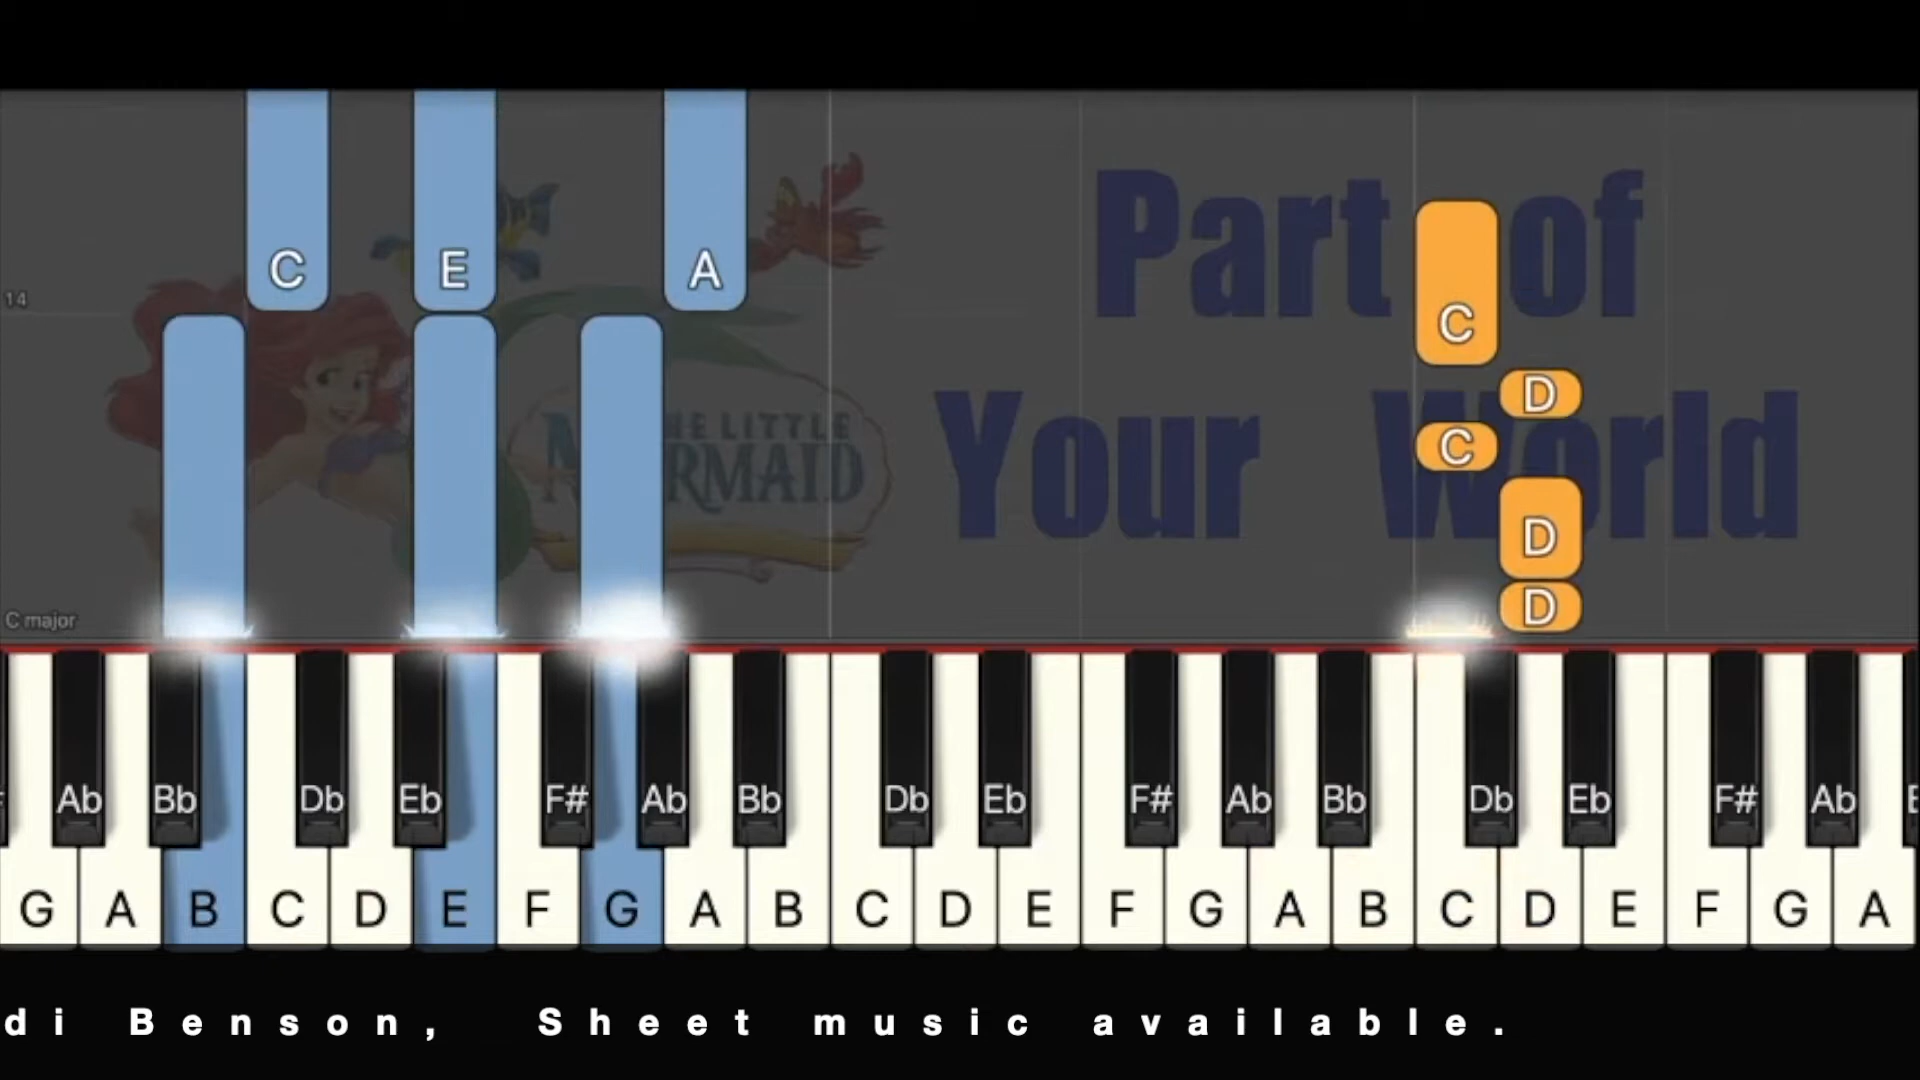 C E A
Part of
14
C
D
THE LITTLE
Your World
C
MERMAID
D
D
C major
Ab Bb Db Eb F# Ab Bb Db Eb F# Ab Bb Db Eb F# Ab
G A B C D E F G A B C D E F G A B C D E F G A
di Benson, Sheet music available.